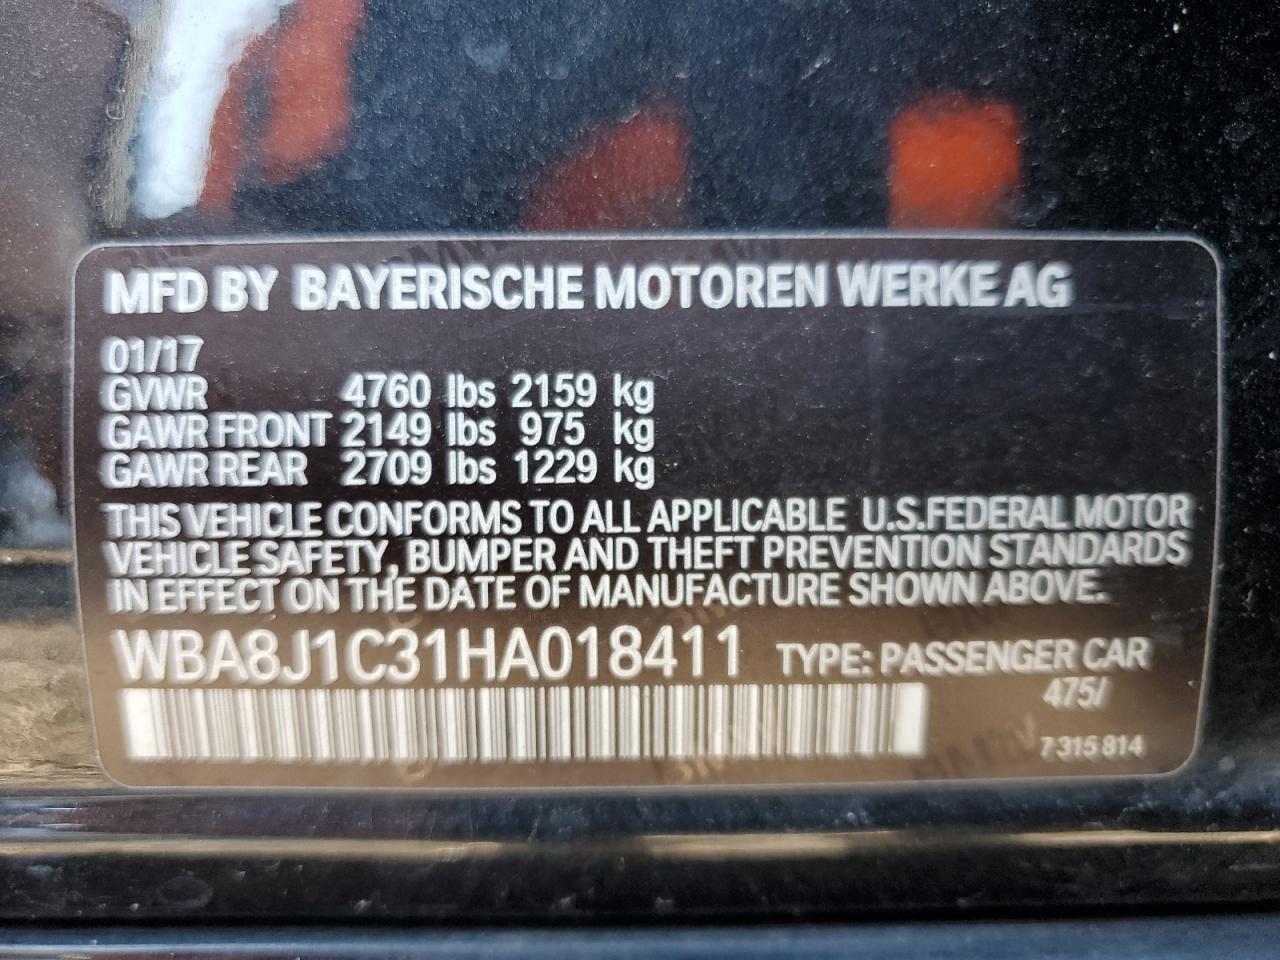 MFD BY BAYERISCHE MOTOREN WERKE AG
01/17
GVWR 4760 lbs 2159 kg
GAWR FRONT 2149 lbs 975 kg
GAWR REAR 2709 lbs 1229 kg
THIS VEHICLE CONFORMS TO ALL APPLICABLE U.S.FEDERAL MOTOR
VEHICLE SAFETY, BUMPER AND THEFT PREVENTION STANDARDS
IN EFFECT ON THE DATE OF MANUFACTURE SHOWN ABOVE.
WBA8J1C31HA018411 TYPE: PASSENGER CAR
475/
7 315 814